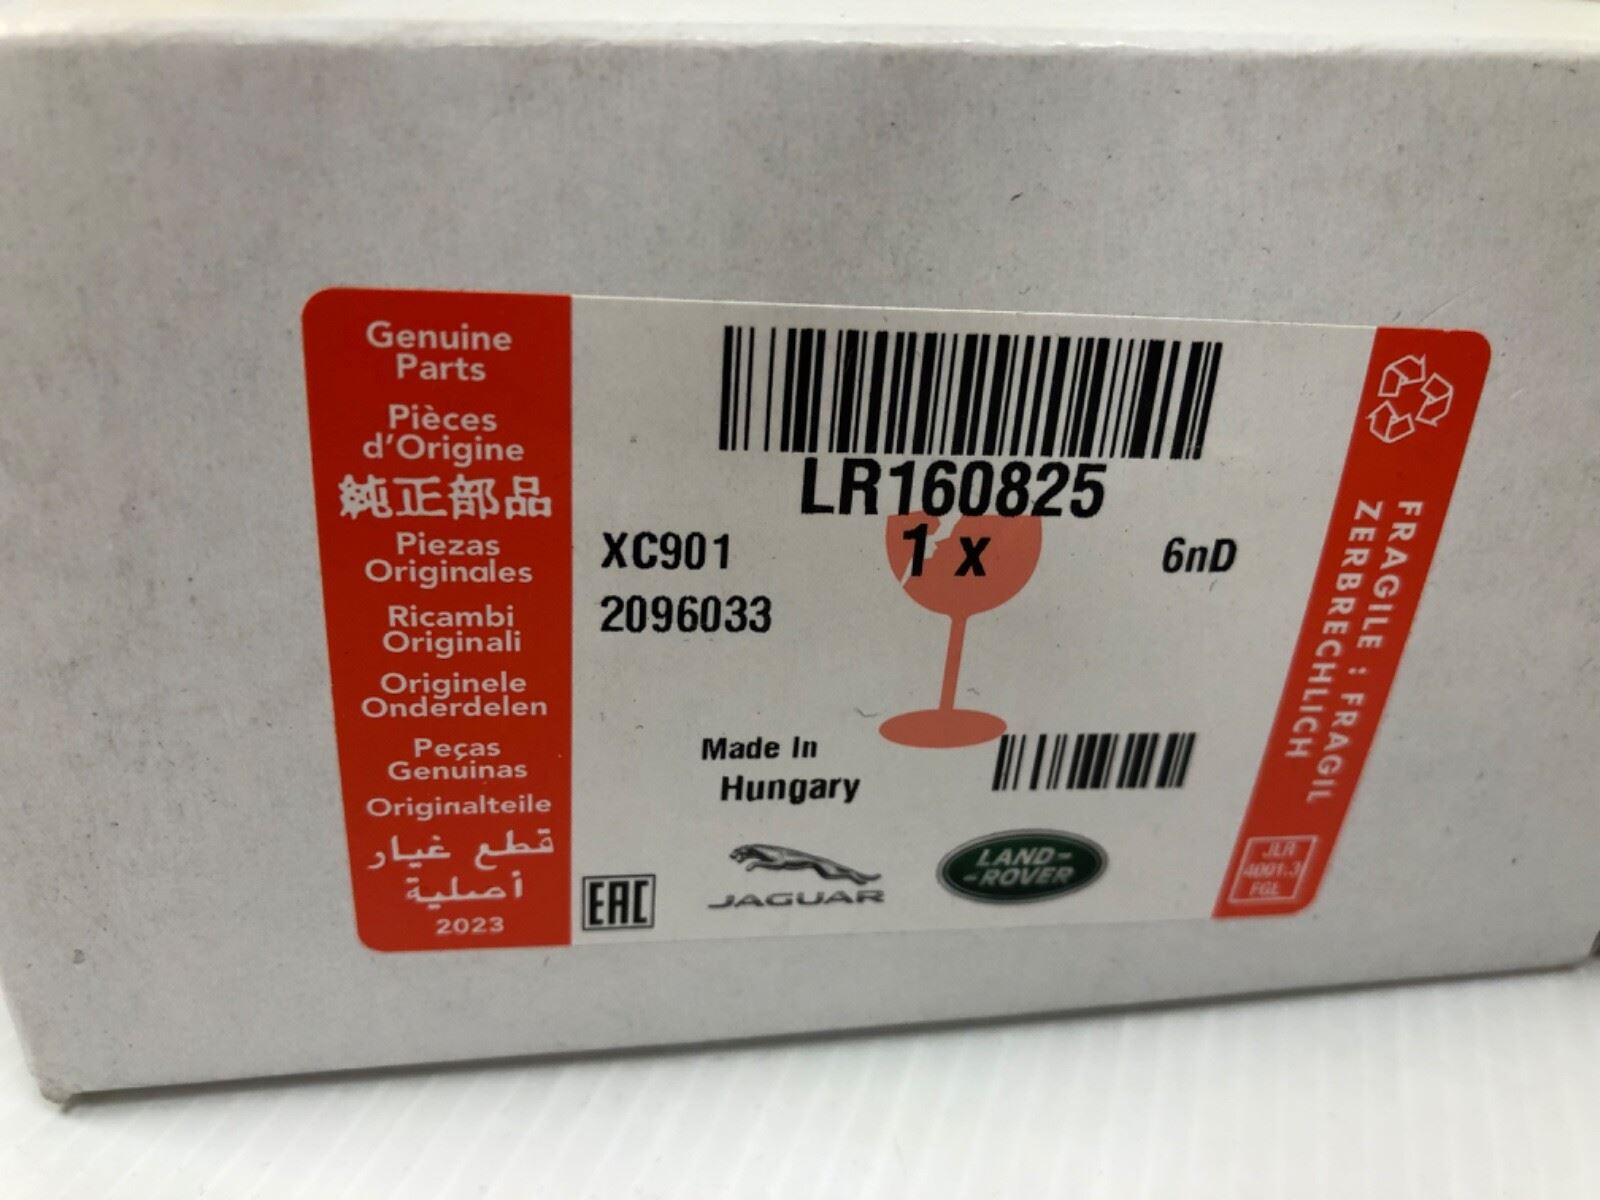 Genuine
Parts
Pièces
d'Origine
純正部品
Piezas
Originales
Ricambi
Originali
Originele
Onderdelen
Peças
Genuinas
Originalteile
قطع غيار
أصلية
2023
LR160825
XC901
1 x
6nD
2096033
Made In
Hungary
EAC
JAGUAR
LAND-
-ROVER
FRAGILE : FRAGIL
ZERBRECHLICH
JLR
4001.3
FGL